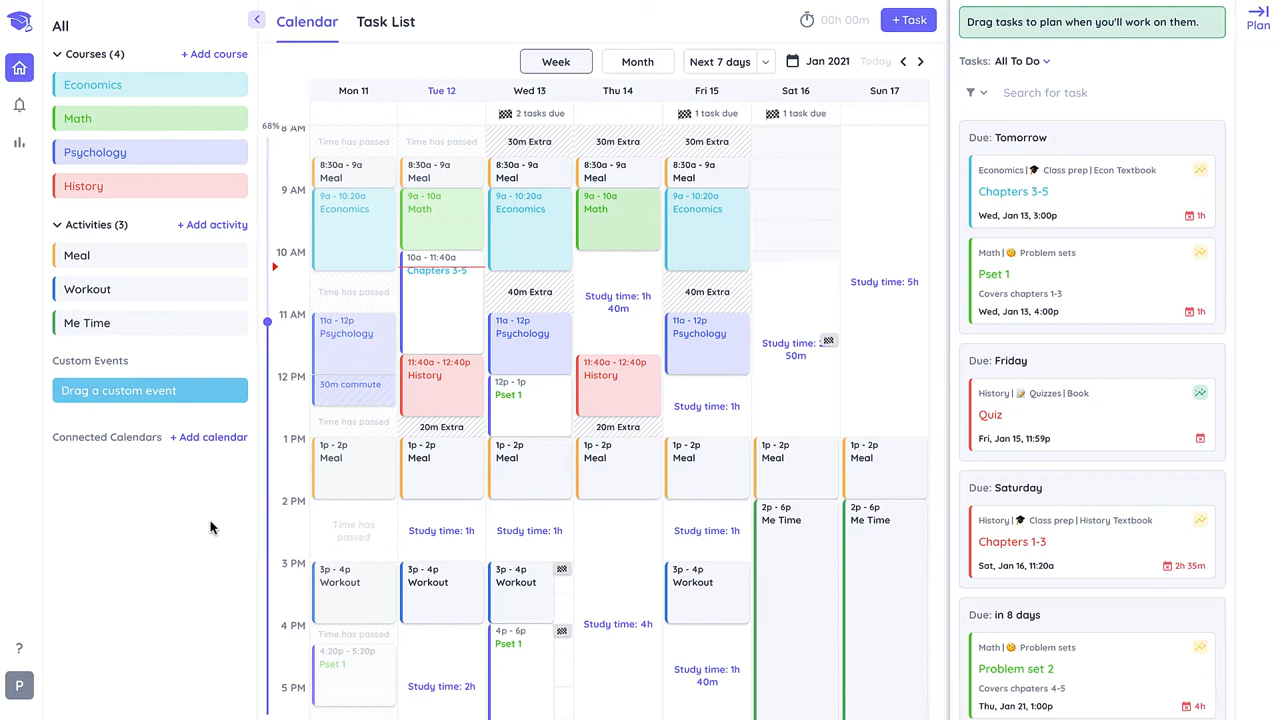 All
Courses (4)
+ Add course
Economics
Math
Psychology
History
Activities (3)
+ Add activity
Meal
Workout
Me Time
Custom Events
Drag a custom event
Connected Calendars
+ Add calendar
?
P
Calendar
Task List
00h 00m
+ Task
Week
Month
Next 7 days
Jan 2021
Today
Mon 11
Tue 12
Wed 13
Thu 14
Fri 15
Sat 16
Sun 17
2 tasks due
1 task due
1 task due
68%
8 AM
9 AM
10 AM
11 AM
12 PM
1 PM
2 PM
3 PM
4 PM
5 PM
Time has passed
8:30a - 9a
Meal
9a - 10:20a
Economics
Time has passed
11a - 12p
Psychology
30m commute
Time has passed
1p - 2p
Meal
Time has
passed
3p - 4p
Workout
Time has passed
4:20p - 5:20p
Pset 1
Time has passed
8:30a - 9a
Meal
9a - 10a
Math
10a - 11:40a
Chapters 3-5
11:40a - 12:40p
History
20m Extra
1p - 2p
Meal
Study time: 1h
3p - 4p
Workout
Study time: 2h
30m Extra
8:30a - 9a
Meal
9a - 10:20a
Economics
40m Extra
11a - 12p
Psychology
12p - 1p
Pset 1
1p - 2p
Meal
Study time: 1h
3p - 4p
Workout
4p - 6p
Pset 1
30m Extra
8:30a - 9a
Meal
9a - 10a
Math
Study time: 1h
40m
11:40a - 12:40p
History
20m Extra
1p - 2p
Meal
Study time: 4h
30m Extra
8:30a - 9a
Meal
9a - 10:20a
Economics
40m Extra
11a - 12p
Psychology
Study time: 1h
1p - 2p
Meal
Study time: 1h
3p - 4p
Workout
Study time: 1h
40m
Study time:
50m
1p - 2p
Meal
2p - 6p
Me Time
Study time: 5h
1p - 2p
Meal
2p - 6p
Me Time
Drag tasks to plan when you'll work on them.
Plan
Tasks: All To Do
Search for task
Due: Tomorrow
Economics | Class prep | Econ Textbook
Chapters 3-5
Wed, Jan 13, 3:00p
1h
Math | Problem sets
Pset 1
Covers chapters 1-3
Wed, Jan 13, 4:00p
1h
Due: Friday
History | Quizzes | Book
Quiz
Fri, Jan 15, 11:59p
Due: Saturday
History | Class prep | History Textbook
Chapters 1-3
Sat, Jan 16, 11:20a
2h 35m
Due: in 8 days
Math | Problem sets
Problem set 2
Covers chpaters 4-5
Thu, Jan 21, 1:00p
4h